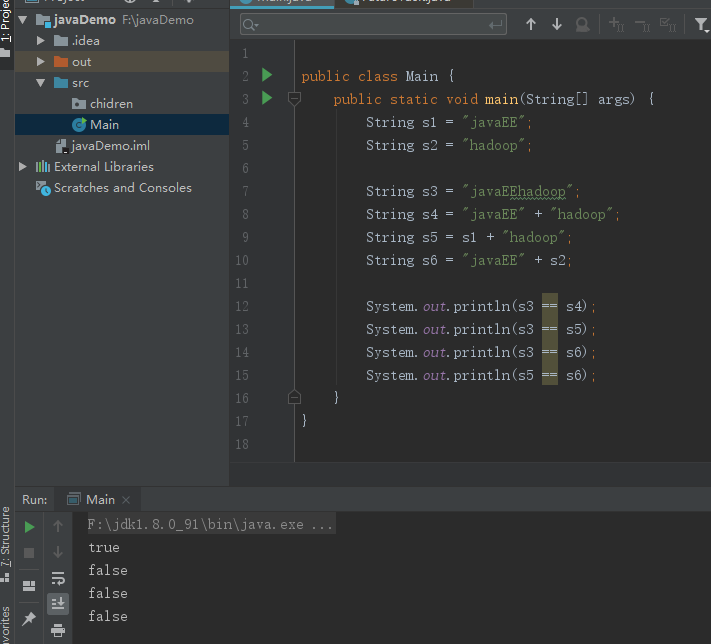 javaDemo F:\javaDemo
.idea
out
src
chidren
Main
javaDemo.iml
External Libraries
Scratches and Consoles
1: Project
1
2 public class Main {
3 public static void main(String[] args) {
4 String s1 = "javaEE";
5 String s2 = "hadoop";
6
7 String s3 = "javaEEhadoop";
8 String s4 = "javaEE" + "hadoop";
9 String s5 = s1 + "hadoop";
10 String s6 = "javaEE" + s2;
11
12 System.out.println(s3 == s4);
13 System.out.println(s3 == s5);
14 System.out.println(s3 == s6);
15 System.out.println(s5 == s6);
16 }
17 }
18
Run: Main
F:\jdk1.8.0_91\bin\java.exe ...
true
false
false
false
7: Structure